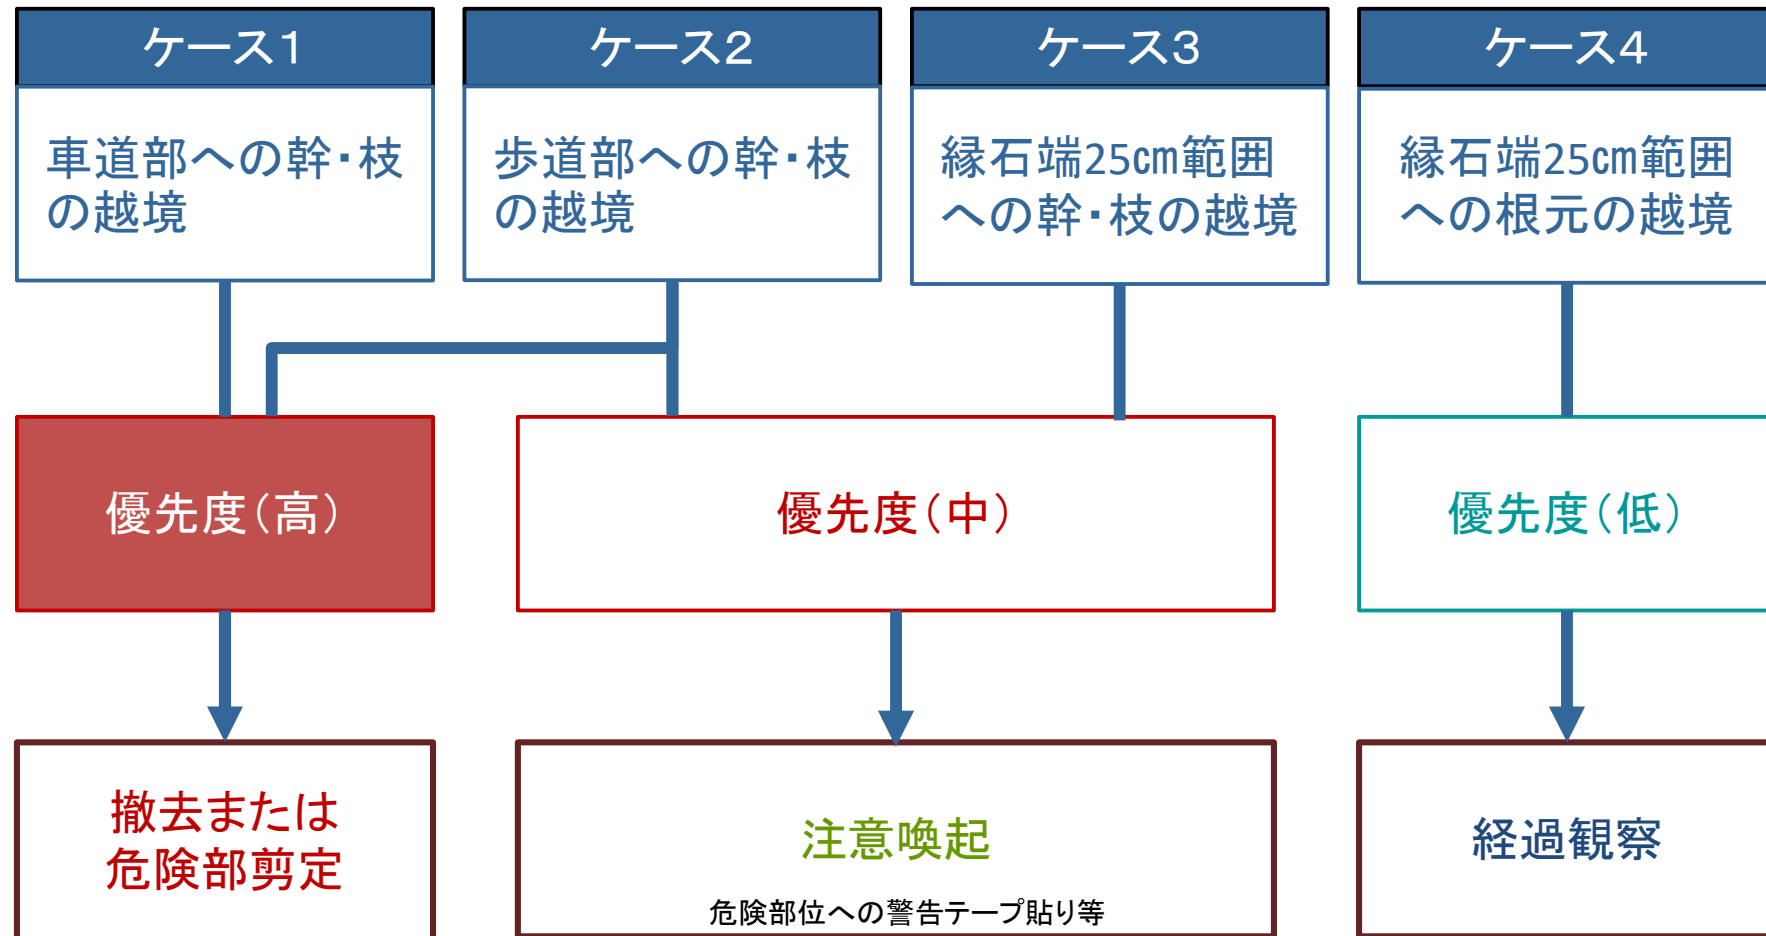 ケース1
ケース2
ケース3
ケース4
車道部への幹・枝
の越境
歩道部への幹・枝
の越境
縁石端25㎝範囲
への幹・枝の越境
縁石端25㎝範囲
への根元の越境
優先度（高）
優先度（中）
優先度（低）
撤去または
危険部剪定
注意喚起
危険部位への警告テープ貼り等
経過観察